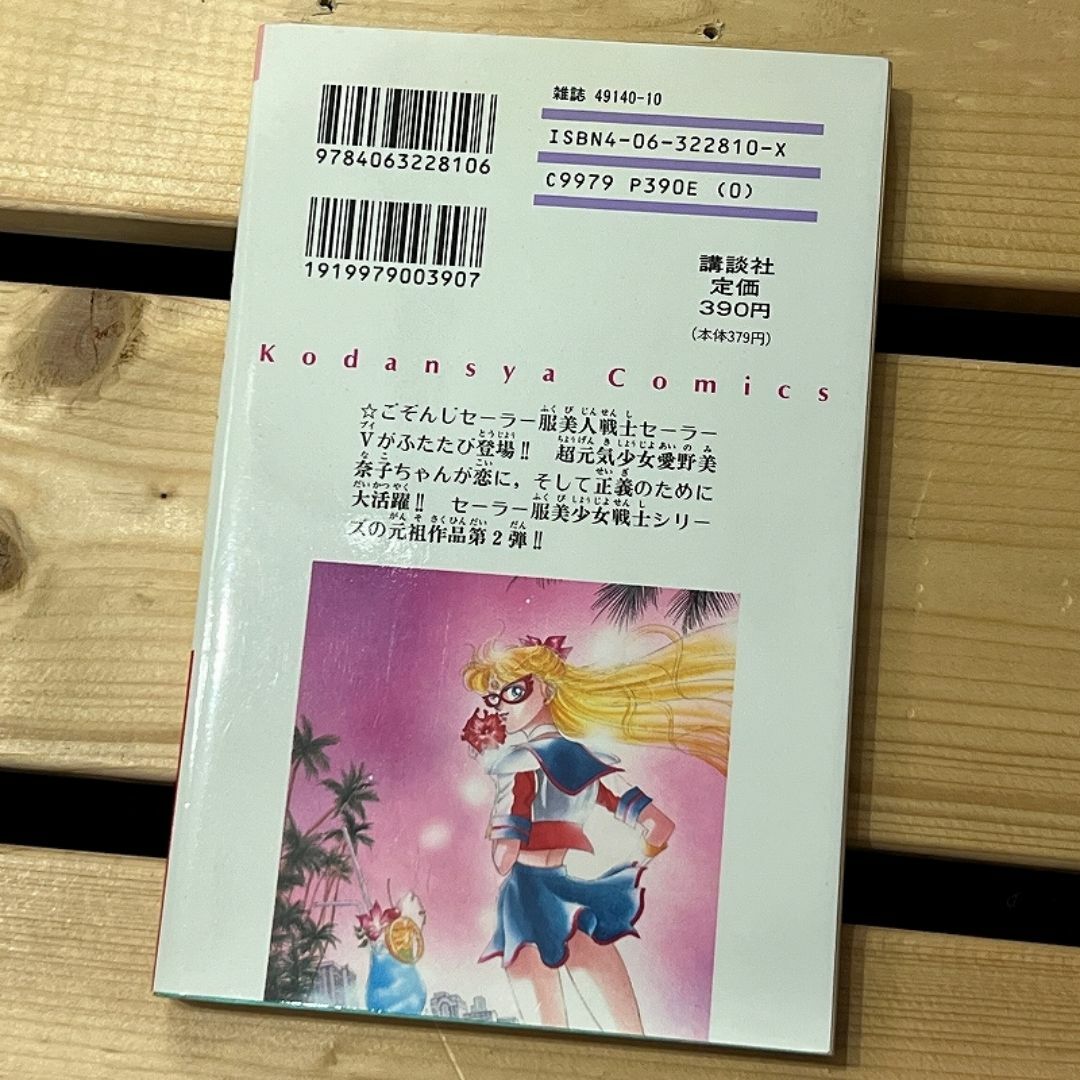 9784063228106
1919979003907
雑誌 49140-10
ISBN4-06-322810-X
C9979 P390E (0)
講談社
定価
390円
(本体379円)
Kodansya Comics
☆ごぞんじセーラー服美人戦士セーラー
Vがふたたび登場!! 超元気少女愛野美
奈子ちゃんが恋に，そして正義のために
大活躍!! セーラー服美少女戦士シリー
ズの元祖作品第2弾!!